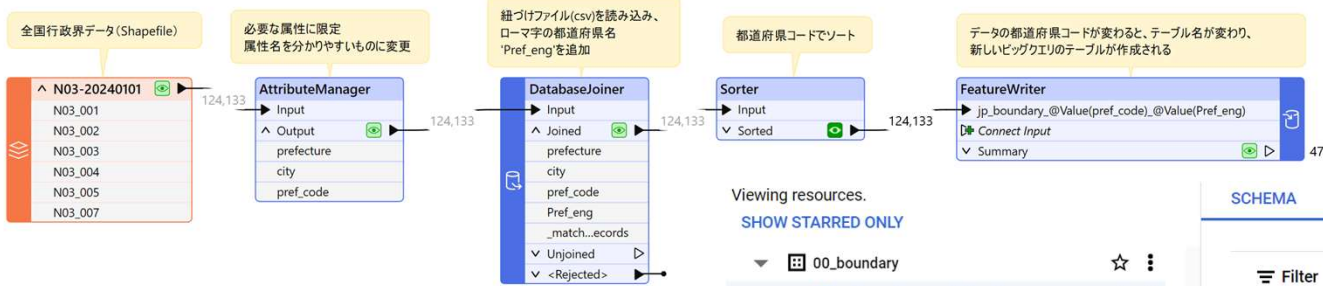 全国行政界データ(Shapefile)
必要な属性に限定
属性名を分かりやすいものに変更
紐づけファイル(csv)を読み込み、
ローマ字の都道府県名
'Pref_eng'を追加
都道府県コードでソート
データの都道府県コードが変わると、テーブル名が変わり、
新しいビッグクエリのテーブルが作成される
N03-20240101
N03_001
N03_002
N03_003
N03_004
N03_005
N03_007
124,133
AttributeManager
Input
Output
prefecture
city
pref_code
124,133
DatabaseJoiner
Input
Joined
prefecture
city
pref_code
Pref_eng
_match...ecords
Unjoined
<Rejected>
124,133
Sorter
Input
Sorted
124,133
FeatureWriter
jp_boundary_@Value(pref_code)_@Value(Pref_eng)
Connect Input
Summary
47
Viewing resources.
SHOW STARRED ONLY
00_boundary
SCHEMA
Filter